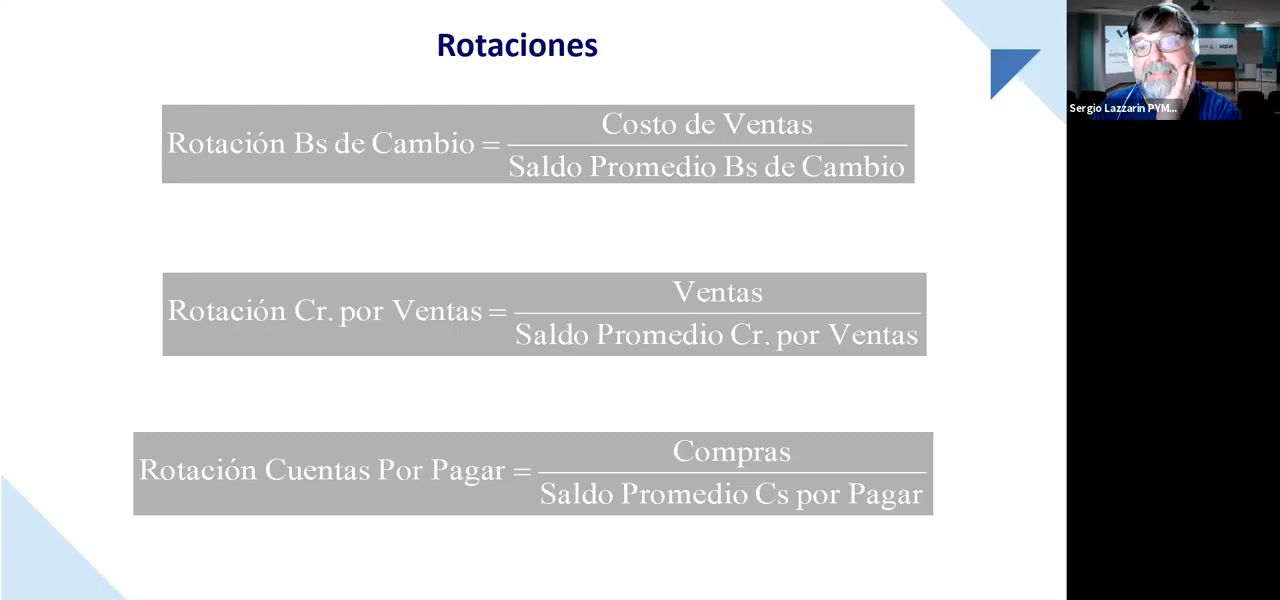 Rotaciones
Rotación Bs de Cambio = Costo de Ventas / Saldo Promedio Bs de Cambio
Rotación Cr. por Ventas = Ventas / Saldo Promedio Cr. por Ventas
Rotación Cuentas Por Pagar = Compras / Saldo Promedio Cs por Pagar
Sergio Lazzarin PYM...